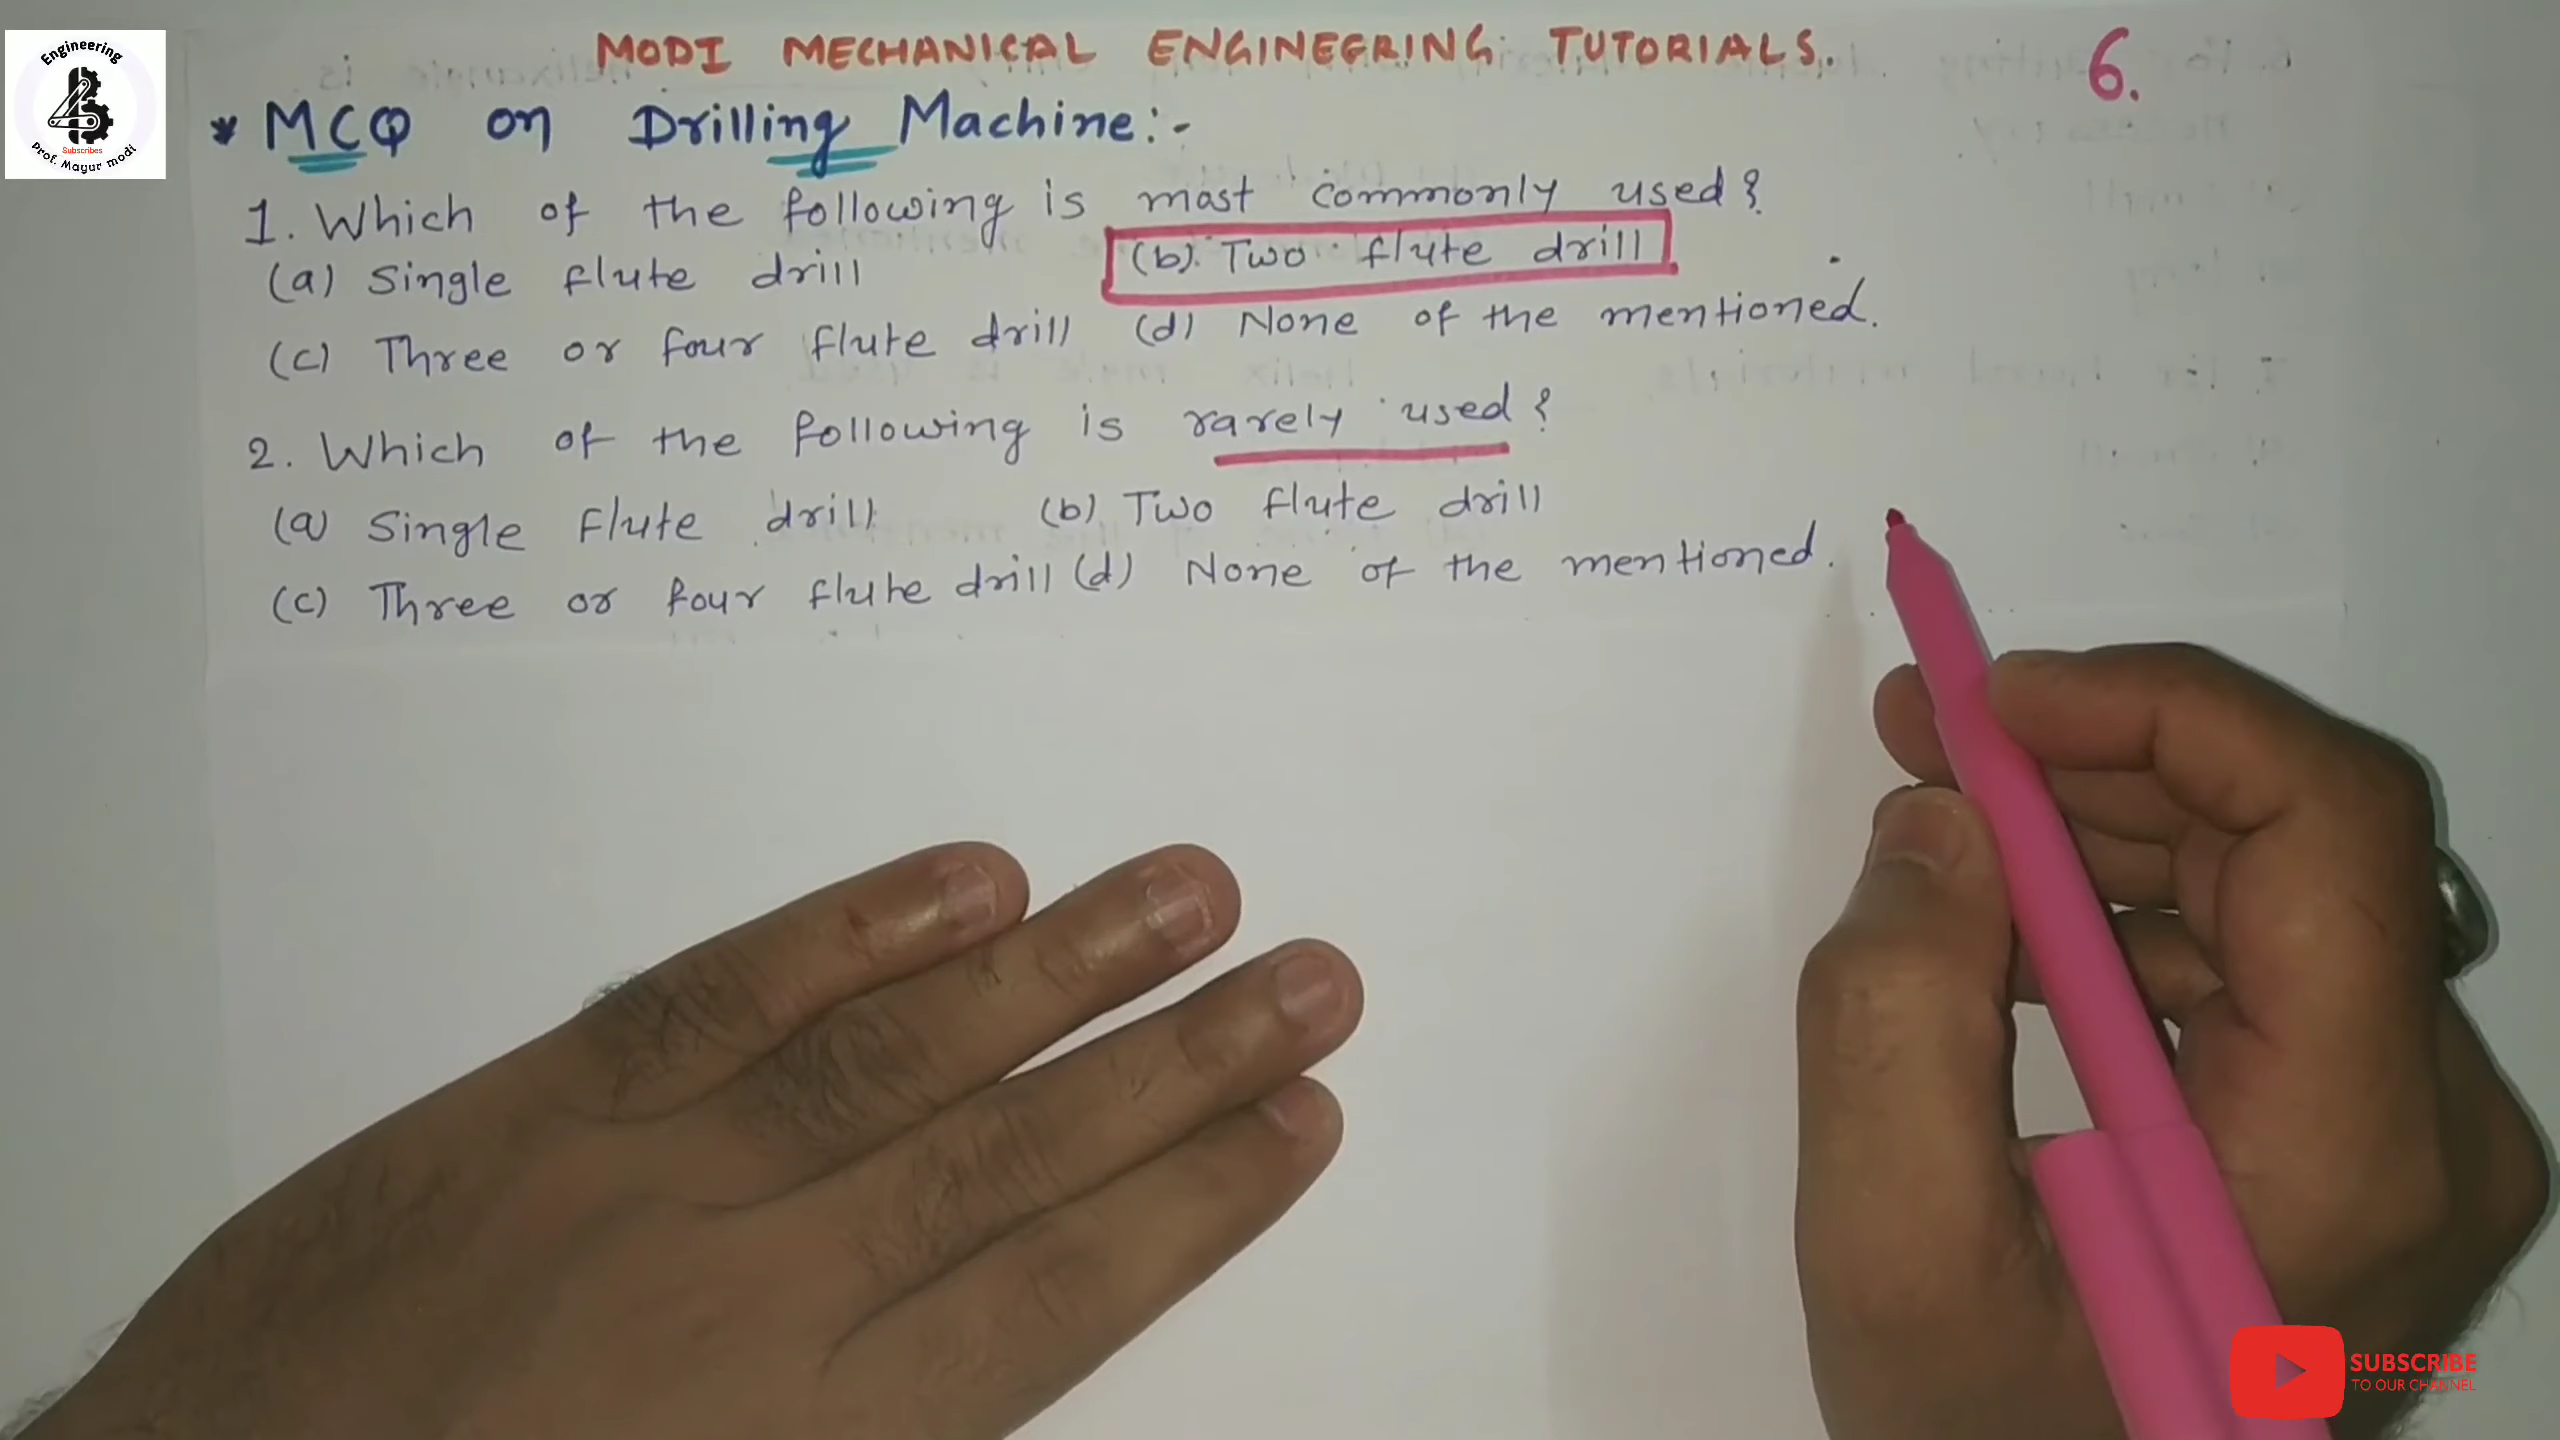 Engineering
Subscribes
Prof. Mayur modi
MODI MECHANICAL ENGINEERING TUTORIALS.
6.
* MCQ on Drilling Machine:-
1. Which of the following is most commonly used?
(a) Single flute drill (b). Two flute drill
(c) Three or four flute drill (d) None of the mentioned.
2. Which of the following is rarely used?
(a) Single flute drill (b) Two flute drill
(c) Three or four flute drill (d) None of the mentioned.
SUBSCRIBE
TO OUR CHANNEL